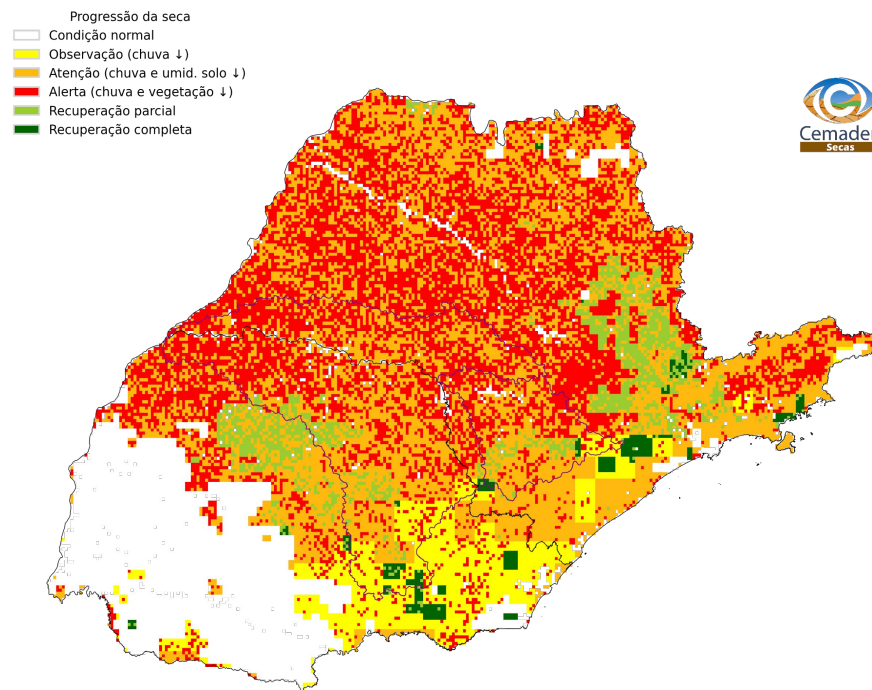 Progressão da seca
Condição normal
Observação (chuva ↓)
Atenção (chuva e umid. solo ↓)
Alerta (chuva e vegetação ↓)
Recuperação parcial
Recuperação completa
Cemade
Secas